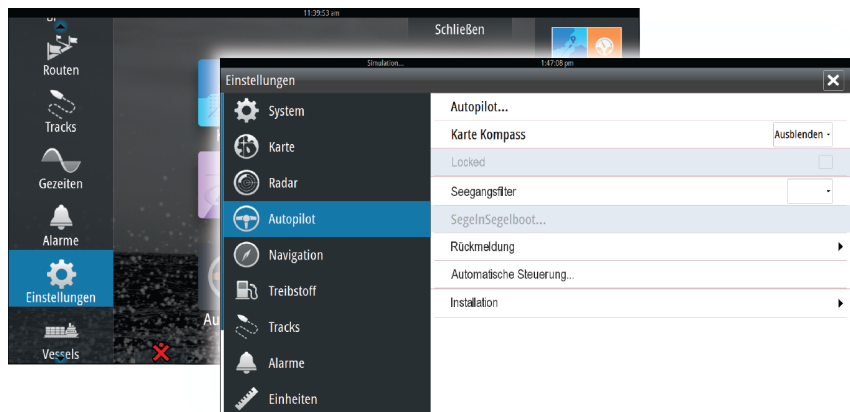 11:39:53 am
Schließen
Routen
Tracks
Gezeiten
Alarme
Einstellungen
Vessels
Au
Simulation...
1:47:08 pm
Einstellungen
System
Karte
Radar
Autopilot
Navigation
Treibstoff
Tracks
Alarme
Einheiten
Autopilot...
Karte Kompass
Ausblenden
Locked
Seegangsfilter
SegelnSegelboot...
Rückmeldung
Automatische Steuerung...
Installation